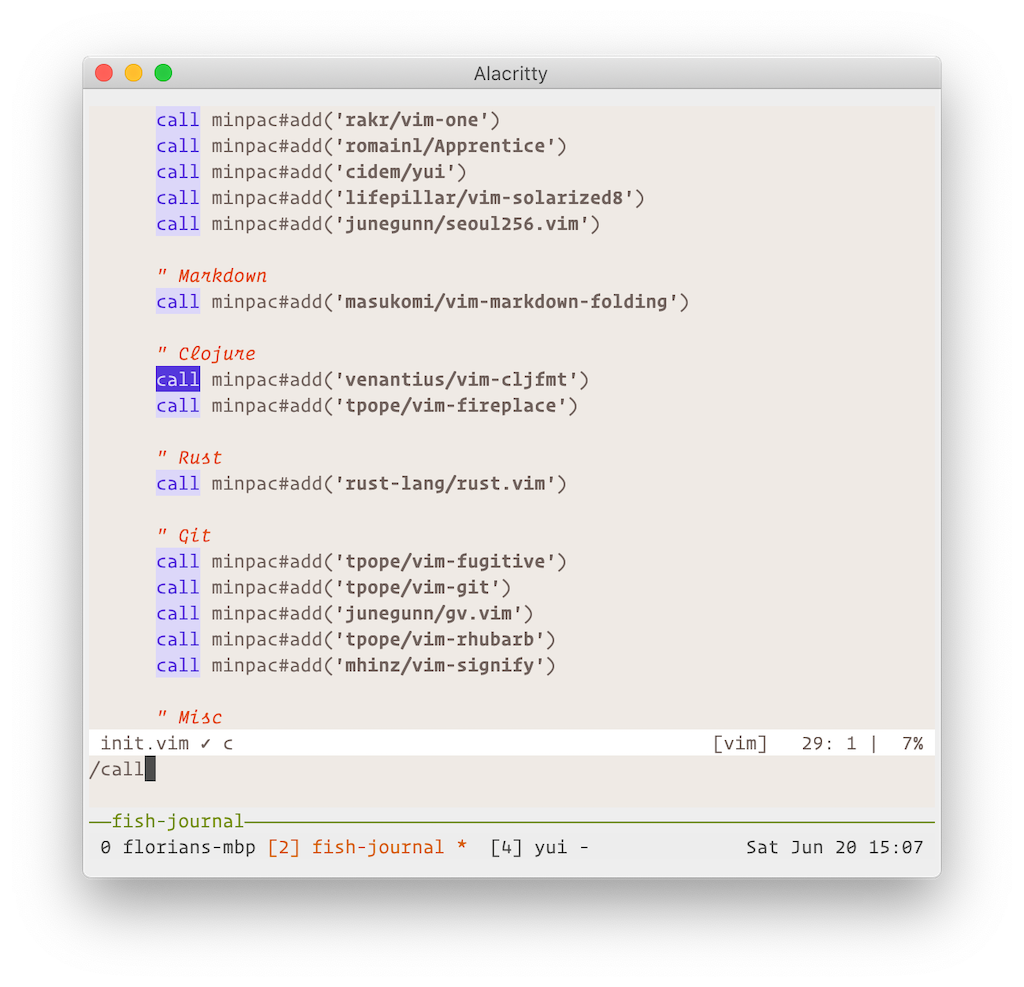 Alacritty
call minpac#add('rakr/vim-one')
call minpac#add('romainl/Apprentice')
call minpac#add('cidem/yui')
call minpac#add('lifepillar/vim-solarized8')
call minpac#add('junegunn/seoul256.vim')
" Markdown
call minpac#add('masukomi/vim-markdown-folding')
" Clojure
call minpac#add('venantius/vim-cljfmt')
call minpac#add('tpope/vim-fireplace')
" Rust
call minpac#add('rust-lang/rust.vim')
" Git
call minpac#add('tpope/vim-fugitive')
call minpac#add('tpope/vim-git')
call minpac#add('junegunn/gv.vim')
call minpac#add('tpope/vim-rhubarb')
call minpac#add('mhinz/vim-signify')
" Misc
init.vim ✓ c [vim] 29: 1 | 7%
/call
fish-journal
0 florians-mbp [2] fish-journal * [4] yui - Sat Jun 20 15:07